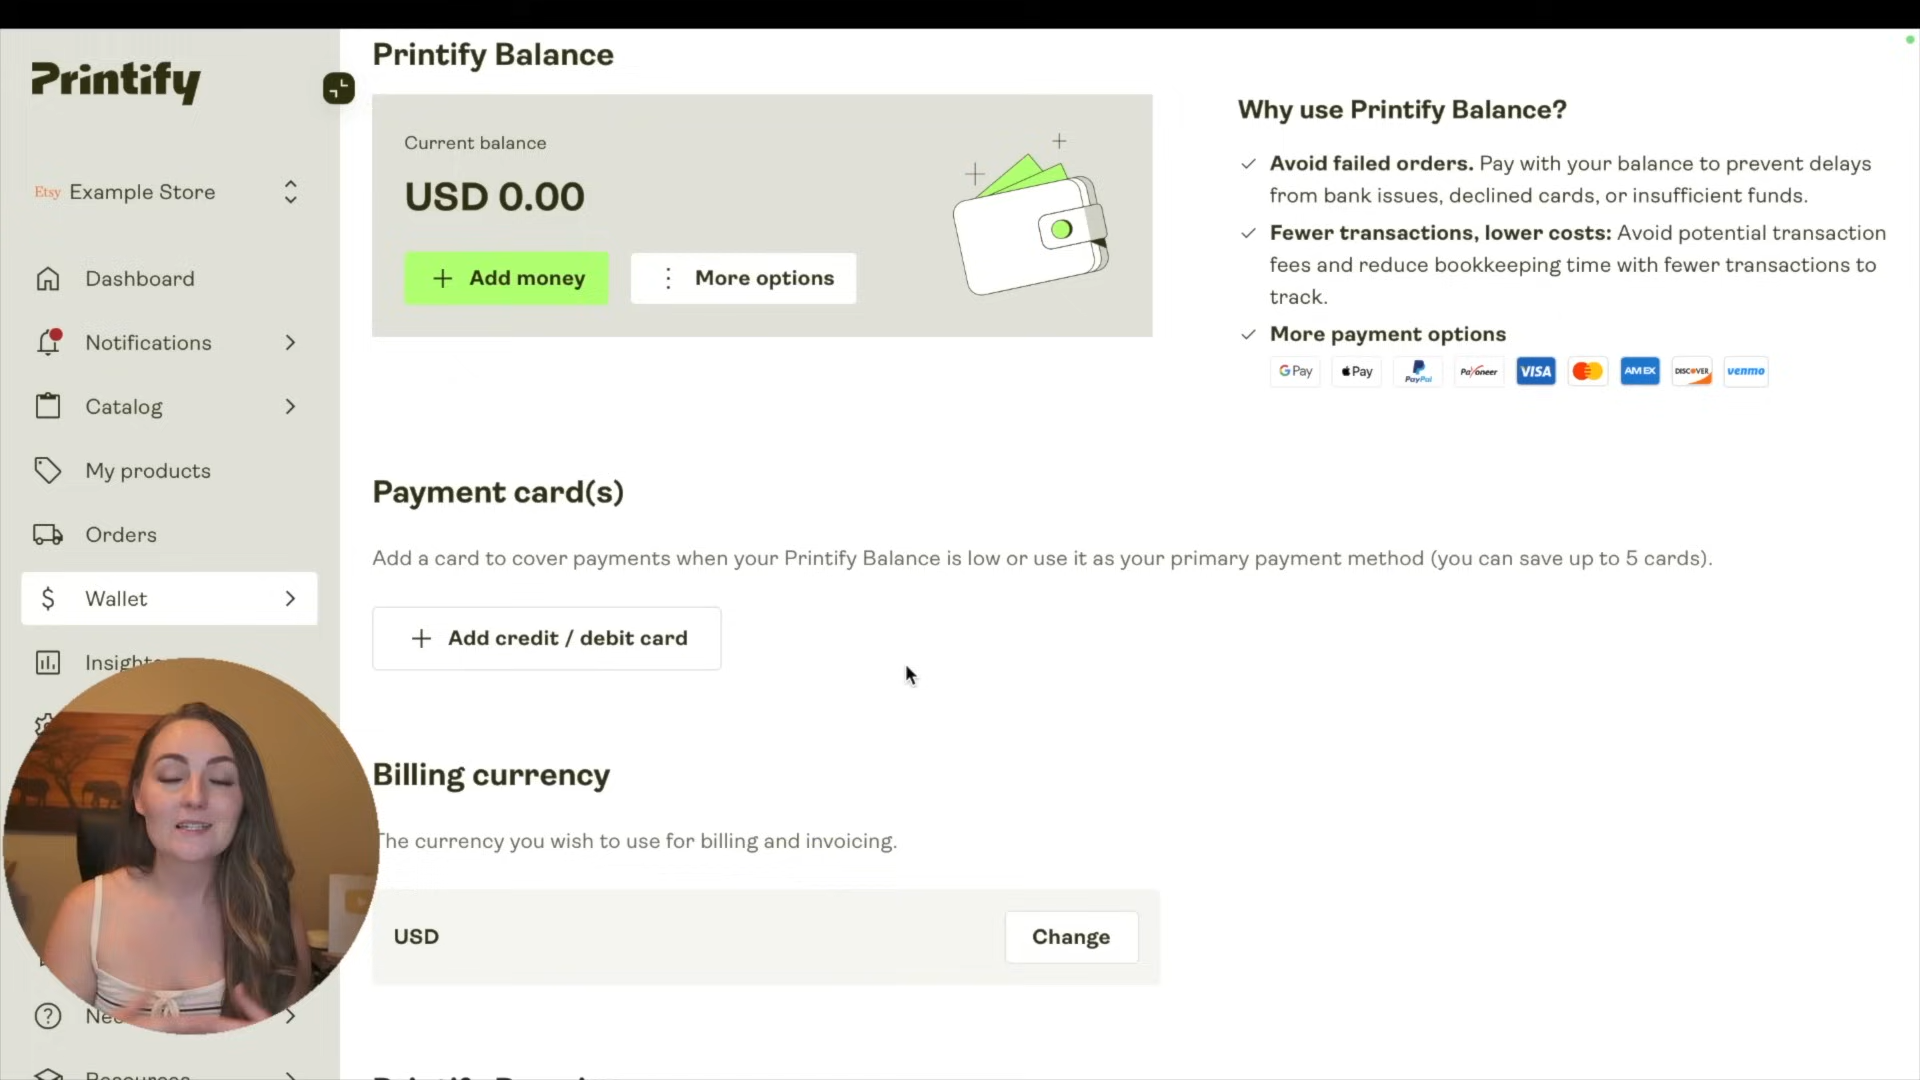 Printify
Etsy Example Store
Dashboard
Notifications
Catalog
My products
Orders
Wallet
Insights
Printify Balance
Current balance
USD 0.00
Add money
More options
Why use Printify Balance?
Avoid failed orders. Pay with your balance to prevent delays
from bank issues, declined cards, or insufficient funds.
Fewer transactions, lower costs: Avoid potential transaction
fees and reduce bookkeeping time with fewer transactions to
track.
More payment options
G Pay Pay PayPal Payoneer VISA AMEX DISCOVER venmo
Payment card(s)
Add a card to cover payments when your Printify Balance is low or use it as your primary payment method (you can save up to 5 cards).
Add credit / debit card
Billing currency
The currency you wish to use for billing and invoicing.
USD
Change
Resources